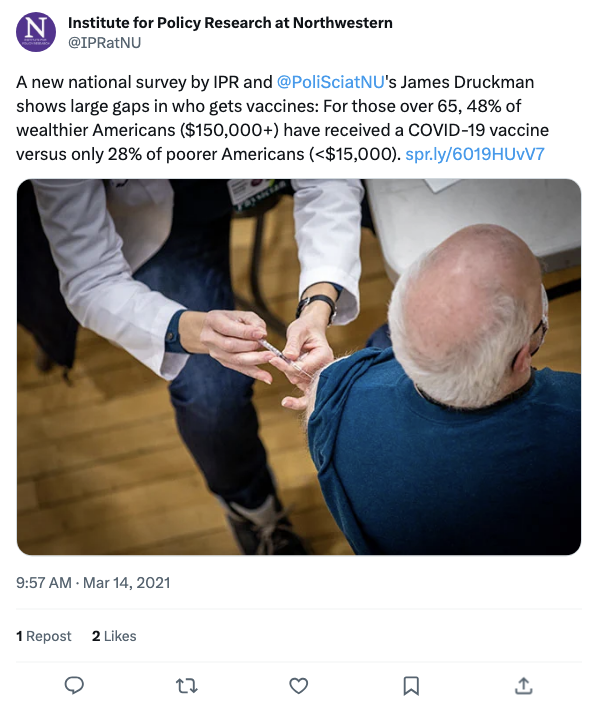 Institute for Policy Research at Northwestern
@IPRatNU
A new national survey by IPR and @PoliSciatNU's James Druckman
shows large gaps in who gets vaccines: For those over 65, 48% of
wealthier Americans ($150,000+) have received a COVID-19 vaccine
versus only 28% of poorer Americans (<$15,000). spr.ly/6019HUvV7
9:57 AM · Mar 14, 2021
1 Repost 2 Likes